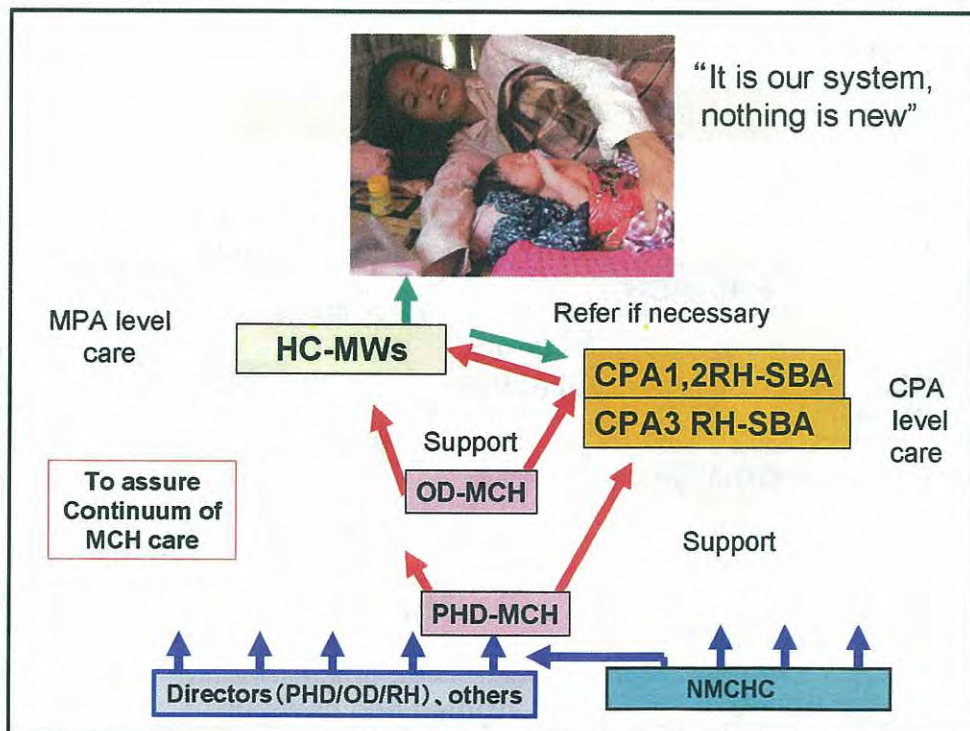 “It is our system,
nothing is new”
MPA level
care
HC-MWs
Refer if necessary
CPA1,2RH-SBA
CPA3 RH-SBA
CPA
level
care
Support
OD-MCH
To assure
Continuum of
MCH care
Support
PHD-MCH
Directors(PHD/OD/RH)、others
NMCHC